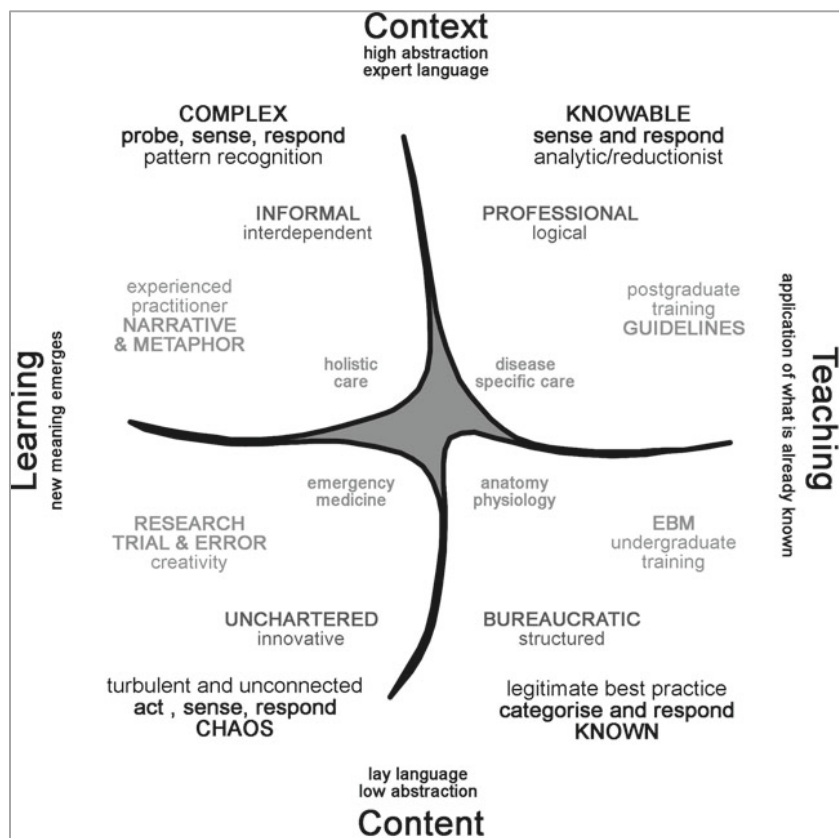 Context
high abstraction
expert language
COMPLEX
probe, sense, respond
pattern recognition
KNOWABLE
sense and respond
analytic/reductionist
INFORMAL
interdependent
PROFESSIONAL
logical
experienced
practitioner
NARRATIVE
& METAPHOR
postgraduate
training
GUIDELINES
holistic
care
disease
specific care
Learning
new meaning emerges
application of what is already known
Teaching
emergency
medicine
anatomy
physiology
RESEARCH
TRIAL & ERROR
creativity
EBM
undergraduate
training
UNCHARTERED
innovative
BUREAUCRATIC
structured
turbulent and unconnected
act , sense, respond
CHAOS
legitimate best practice
categorise and respond
KNOWN
lay language
low abstraction
Content